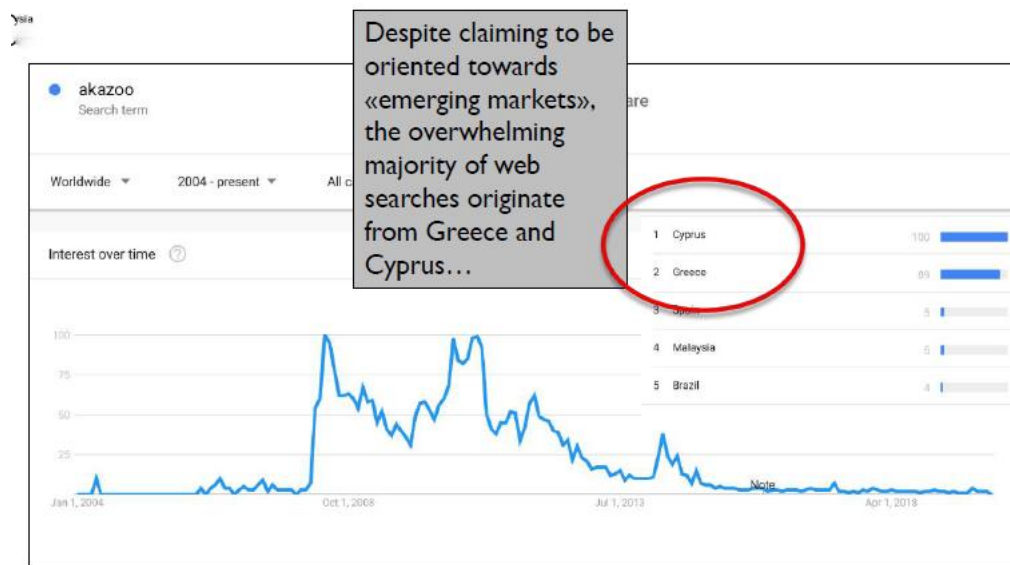 ysia
Despite claiming to be
oriented towards
«emerging markets»,
the overwhelming
majority of web
searches originate
from Greece and
Cyprus…
akazoo
Search term
are
Worldwide
2004 - present
All c
Interest over time
1 Cyprus 100
2 Greece 89
3 Spain
4 Malaysia
5 Brazil 4
100
75
50
25
Note
Jan 1, 2004
Oct 1, 2008
Jul 1, 2013
Apr 1, 2018